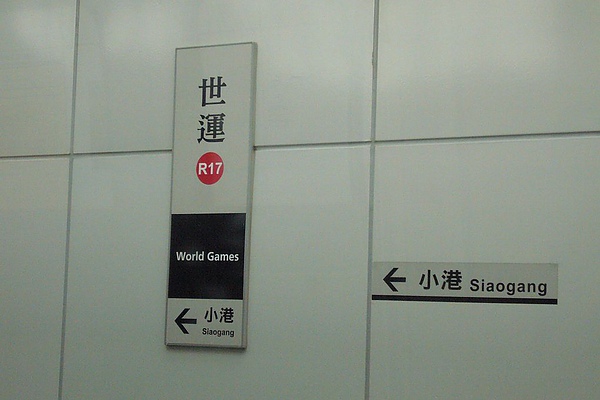 世
運
R17
World Games
← 小港
Siaogang
← 小港 Siaogang